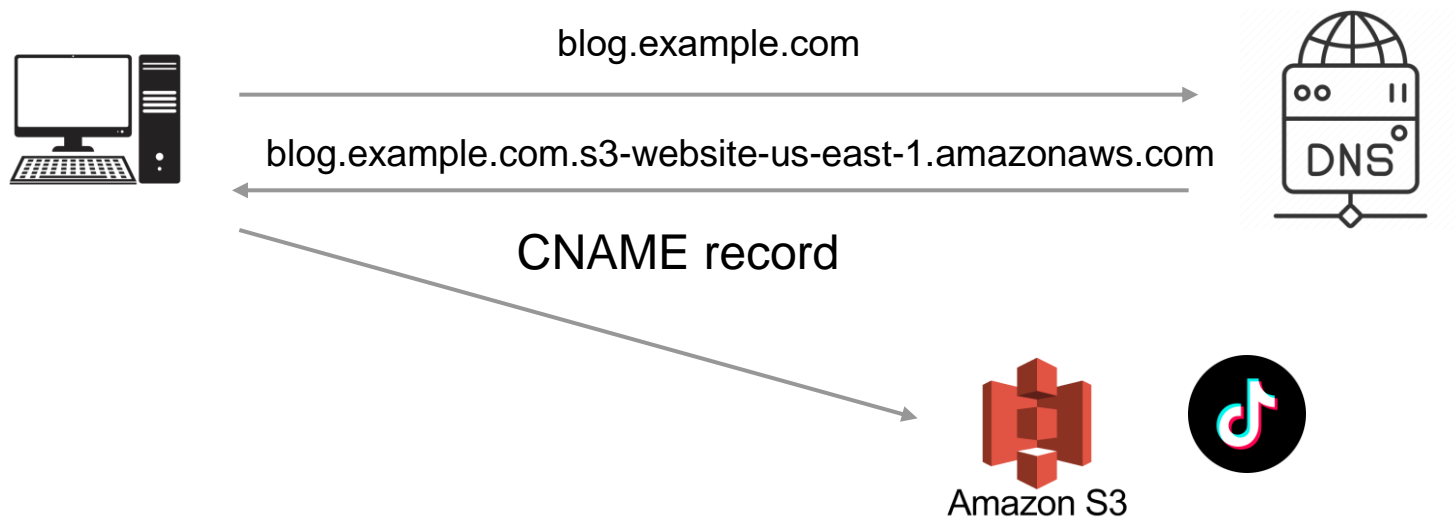 blog.example.com
blog.example.com.s3-website-us-east-1.amazonaws.com
DNS
CNAME record
Amazon S3